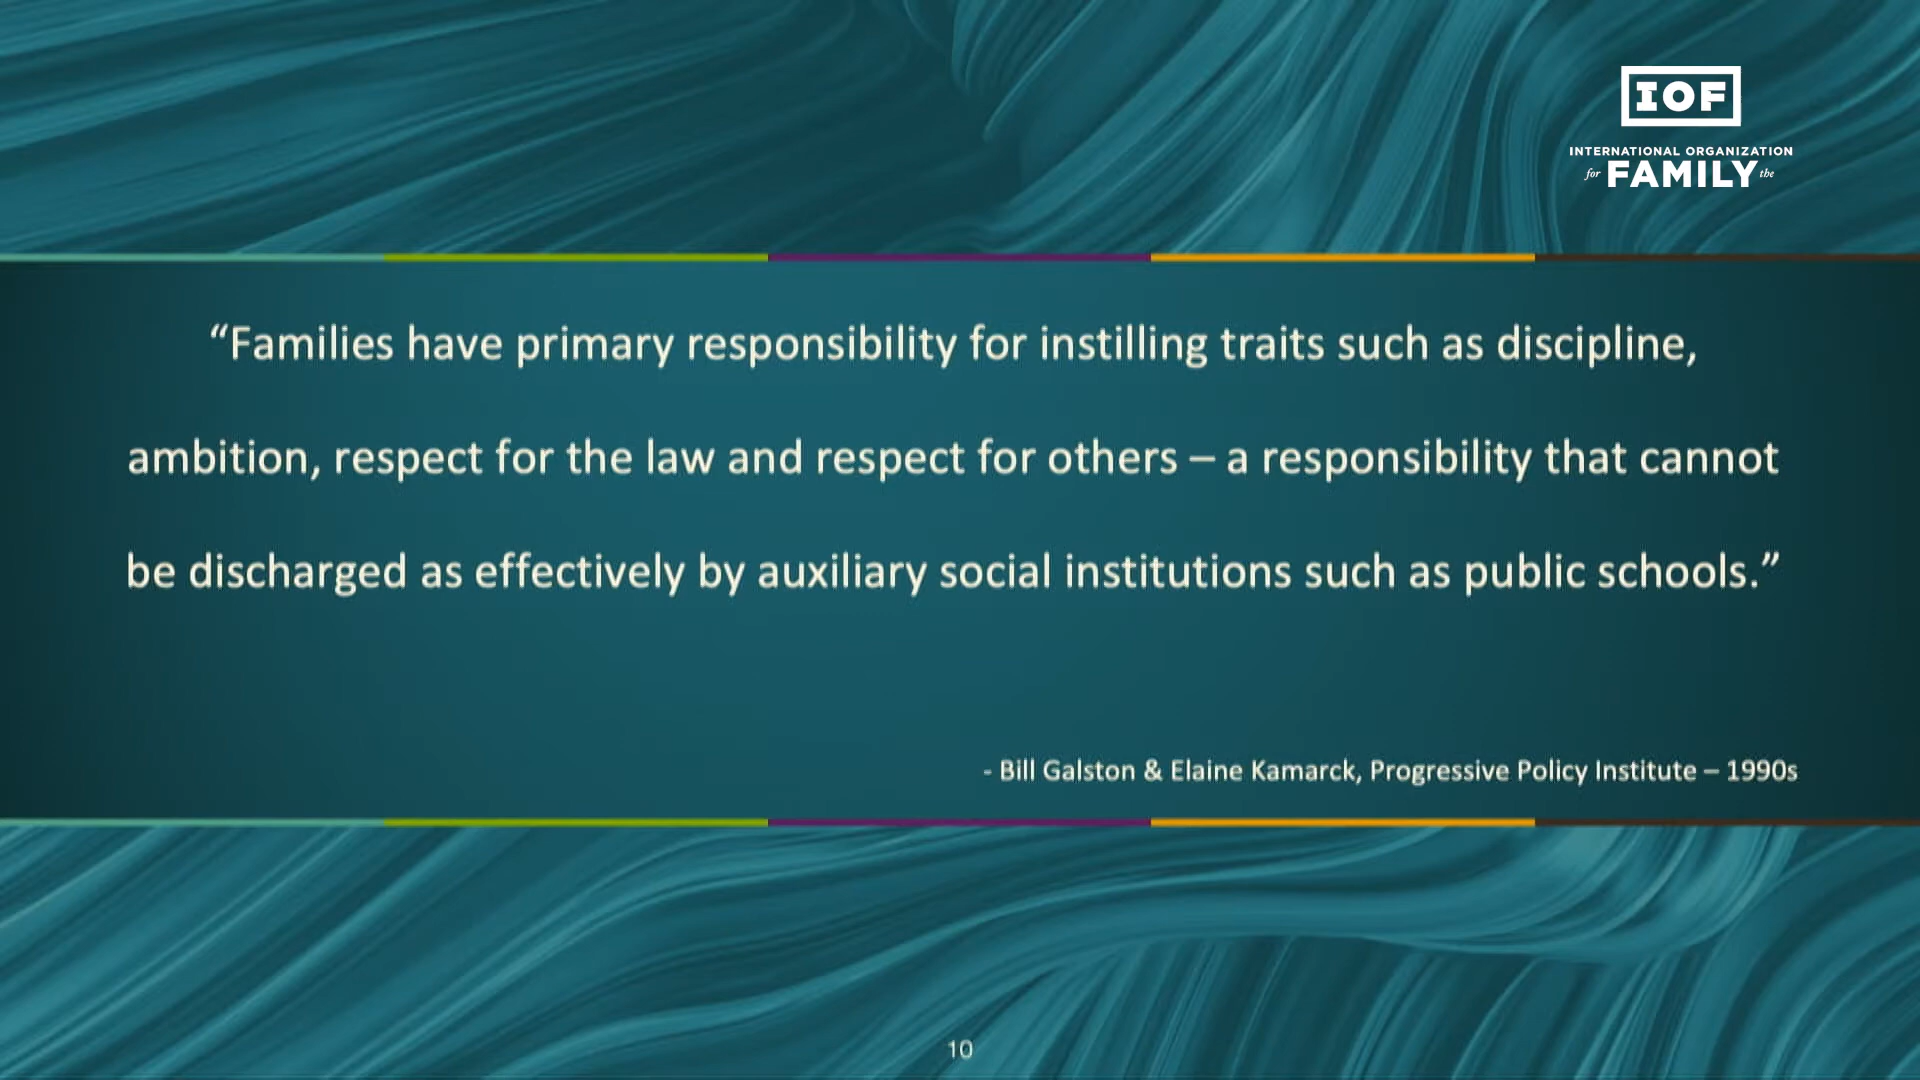 IOF
INTERNATIONAL ORGANIZATION
for FAMILY the
“Families have primary responsibility for instilling traits such as discipline,
ambition, respect for the law and respect for others – a responsibility that cannot
be discharged as effectively by auxiliary social institutions such as public schools.”
- Bill Galston & Elaine Kamarck, Progressive Policy Institute – 1990s
10